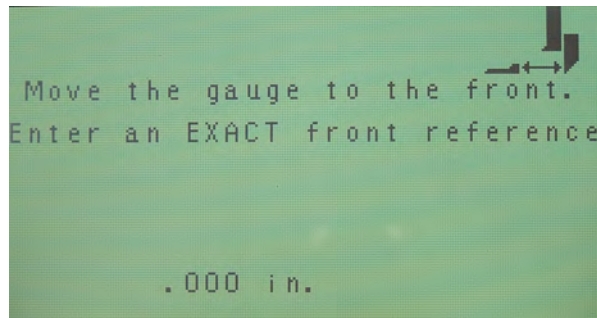 Move the gauge to the front.
Enter an EXACT front reference
.000 in.